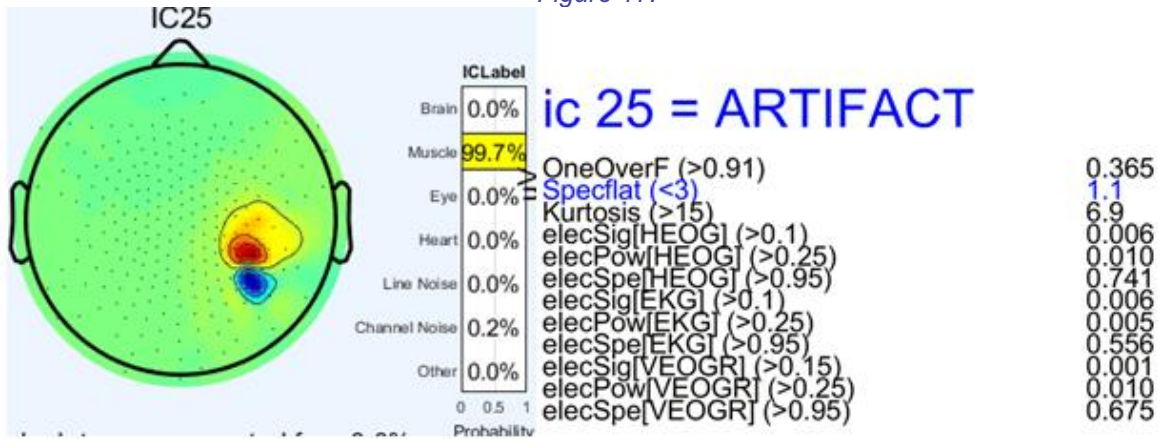 Figure 17.
IC25
ICLabel
Brain 0.0%
Muscle 99.7%
Eye 0.0%
Heart 0.0%
Line Noise 0.0%
Channel Noise 0.2%
Other 0.0%
0 0.5 1
Probability
ic 25 = ARTIFACT
OneOverF (>0.91) 0.365
Specflat (<3) 1.1
Kurtosis (>15) 6.9
elecSig[HEOG] (>0.1) 0.006
elecPow[HEOG] (>0.25) 0.010
elecSpe[HEOG] (>0.95) 0.741
elecSig[EKG] (>0.1) 0.006
elecPow[EKG] (>0.25) 0.005
elecSpe[EKG] (>0.95) 0.556
elecSig[VEOGR] (>0.15) 0.001
elecPow[VEOGR] (>0.25) 0.010
elecSpe[VEOGR] (>0.95) 0.675